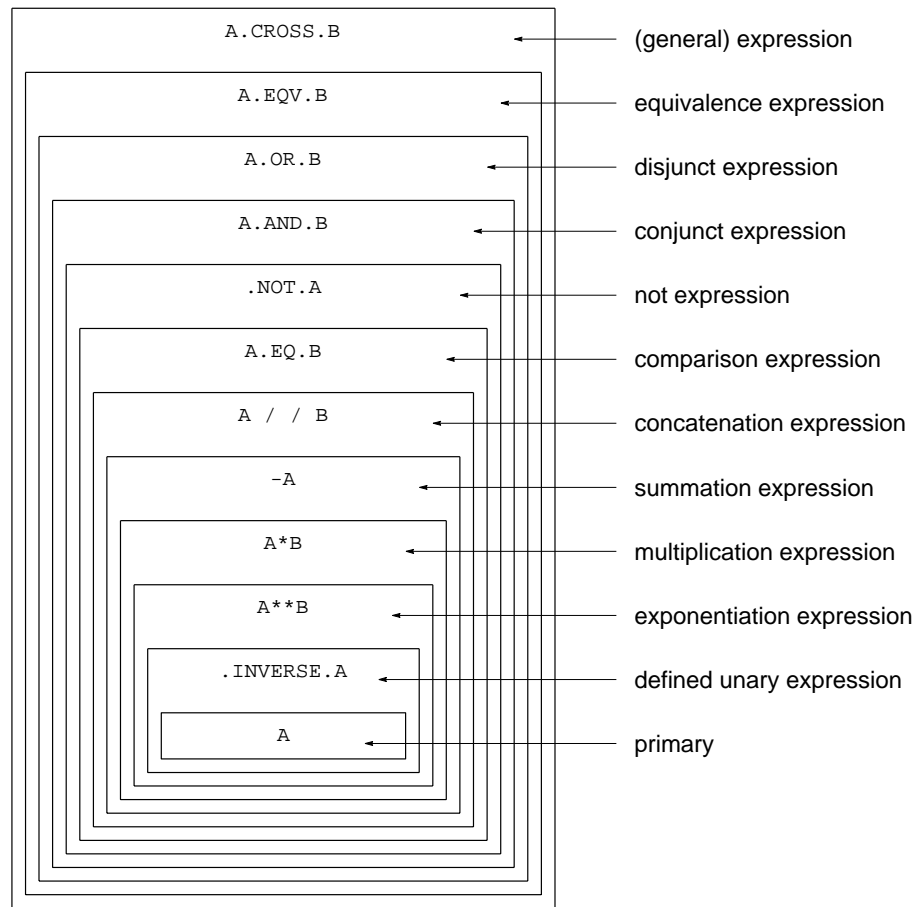 A.CROSS.B (general) expression
A.EQV.B equivalence expression
A.OR.B disjunct expression
A.AND.B conjunct expression
.NOT.A not expression
A.EQ.B comparison expression
A / / B concatenation expression
-A summation expression
A*B multiplication expression
A**B exponentiation expression
.INVERSE.A defined unary expression
A primary